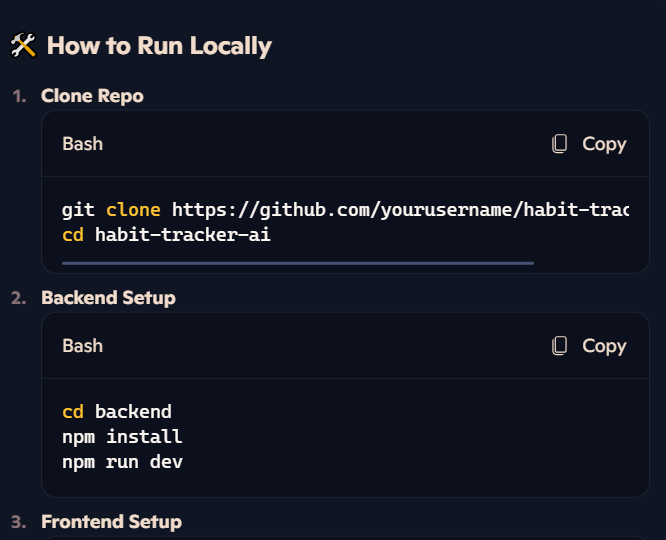 🛠️ How to Run Locally
1. Clone Repo
Bash
Copy
git clone https://github.com/yourusername/habit-trac
cd habit-tracker-ai
2. Backend Setup
Bash
Copy
cd backend
npm install
npm run dev
3. Frontend Setup